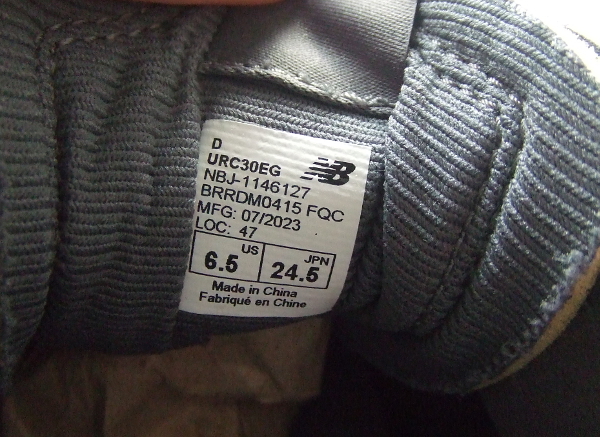 D
URC30EG
NBJ-1146127
BRRDM0415 FQC
MFG: 07/2023
LOC: 47
NB
6.5 US
24.5 JPN
Made in China
Fabriqué en Chine